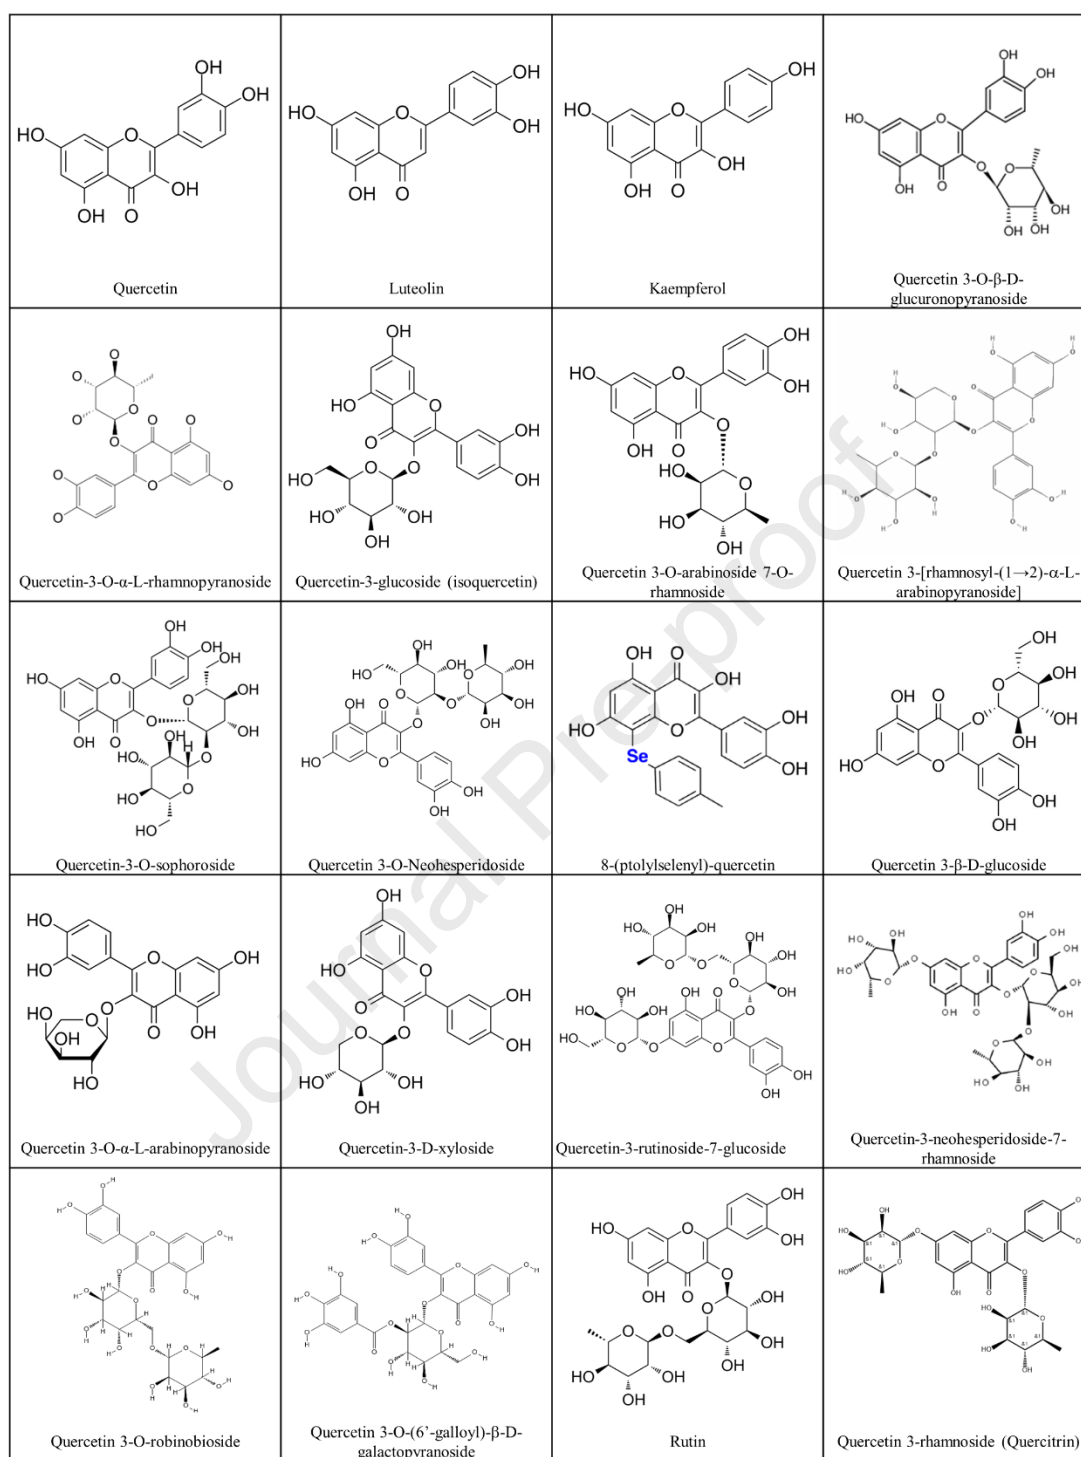 Quercetin
Luteolin
Kaempferol
Quercetin 3-O-β-D-
glucuronopyranoside
Quercetin-3-O-α-L-rhamnopyranoside
Quercetin-3-glucoside (isoquercetin)
Quercetin 3-O-arabinoside 7-O-
rhamnoside
Quercetin 3-[rhamnosyl-(1→2)-α-L-
arabinopyranoside]
Quercetin-3-O-sophoroside
Quercetin 3-O-Neohesperidoside
Se
8-(ptolylselenyl)-quercetin
Quercetin 3-β-D-glucoside
Quercetin 3-O-α-L-arabinopyranoside
Quercetin-3-D-xyloside
Quercetin-3-rutinoside-7-glucoside
Quercetin-3-neohesperidoside-7-
rhamnoside
Quercetin 3-O-robinobioside
Quercetin 3-O-(6’-galloyl)-β-D-
galactopyranoside
Rutin
Quercetin 3-rhamnoside (Quercitrin)
Journal Pre-proof